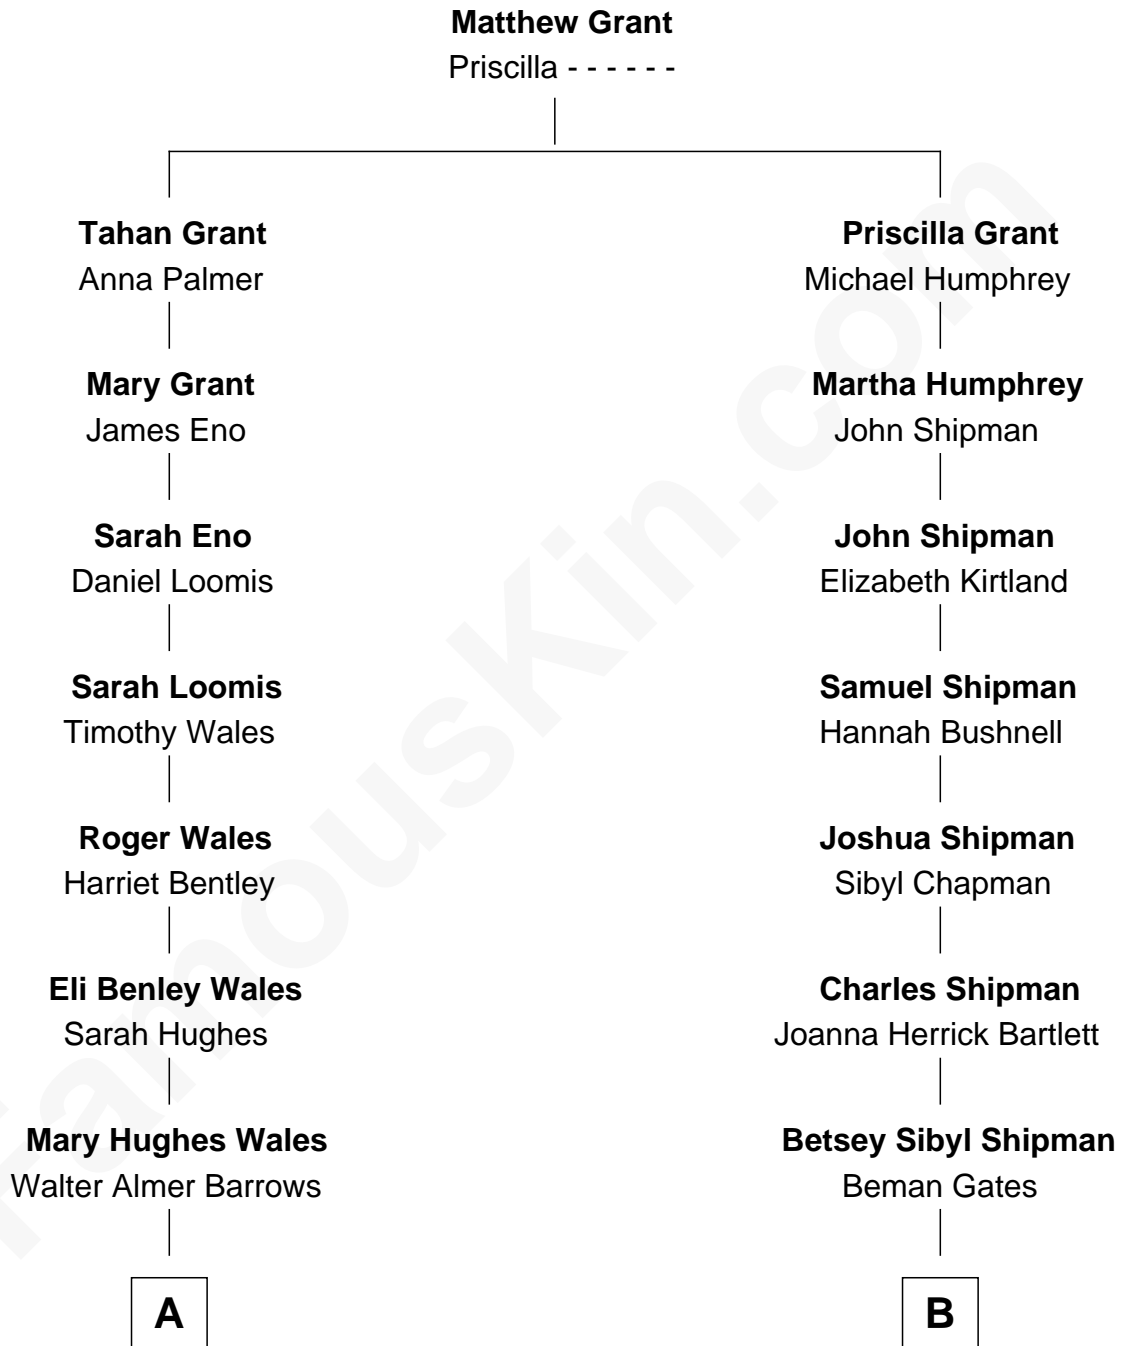 Matthew Grant
Priscilla - - - - - -
Tahan Grant
Anna Palmer
Priscilla Grant
Michael Humphrey
Mary Grant
James Eno
Martha Humphrey
John Shipman
Sarah Eno
Daniel Loomis
John Shipman
Elizabeth Kirtland
Sarah Loomis
Timothy Wales
Samuel Shipman
Hannah Bushnell
Roger Wales
Harriet Bentley
Joshua Shipman
Sibyl Chapman
Eli Benley Wales
Sarah Hughes
Charles Shipman
Joanna Herrick Bartlett
Mary Hughes Wales
Walter Almer Barrows
Betsey Sibyl Shipman
Beman Gates
A
B
FamousKin.com